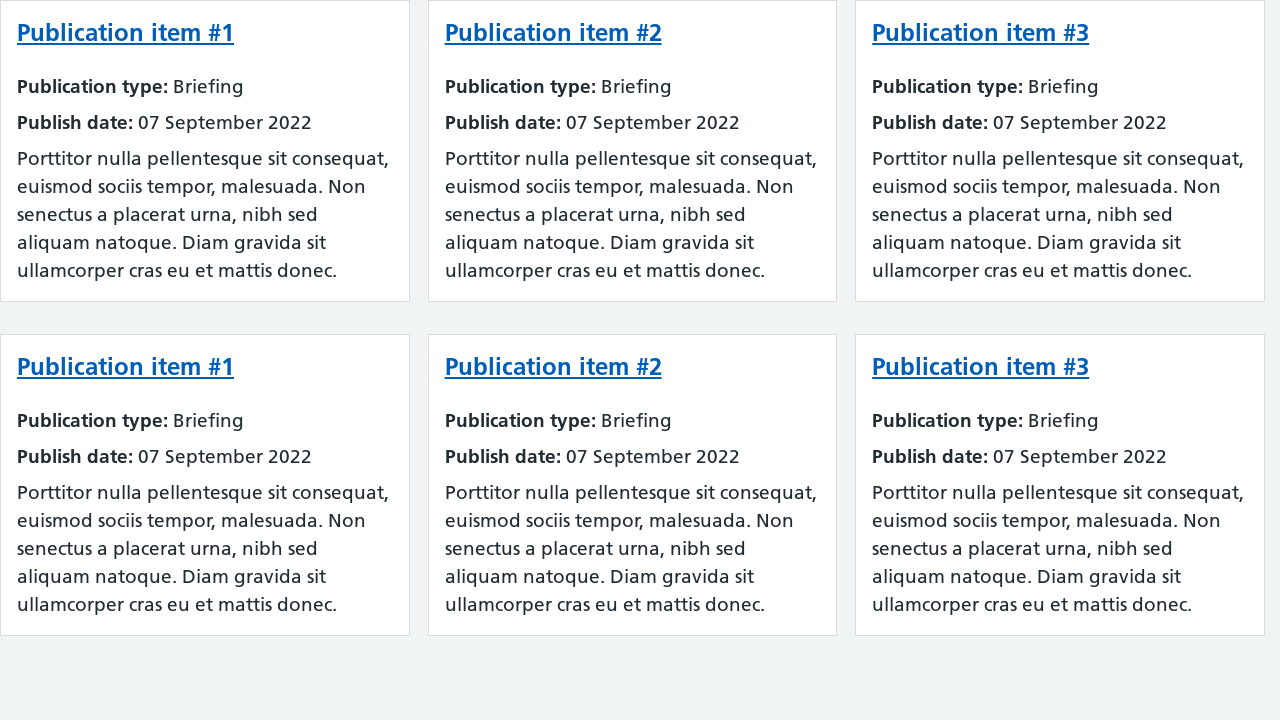 Publication item #1
Publication type: Briefing
Publish date: 07 September 2022
Porttitor nulla pellentesque sit consequat,
euismod sociis tempor, malesuada. Non
senectus a placerat urna, nibh sed
aliquam natoque. Diam gravida sit
ullamcorper cras eu et mattis donec.
Publication item #2
Publication type: Briefing
Publish date: 07 September 2022
Porttitor nulla pellentesque sit consequat,
euismod sociis tempor, malesuada. Non
senectus a placerat urna, nibh sed
aliquam natoque. Diam gravida sit
ullamcorper cras eu et mattis donec.
Publication item #3
Publication type: Briefing
Publish date: 07 September 2022
Porttitor nulla pellentesque sit consequat,
euismod sociis tempor, malesuada. Non
senectus a placerat urna, nibh sed
aliquam natoque. Diam gravida sit
ullamcorper cras eu et mattis donec.
Publication item #1
Publication type: Briefing
Publish date: 07 September 2022
Porttitor nulla pellentesque sit consequat,
euismod sociis tempor, malesuada. Non
senectus a placerat urna, nibh sed
aliquam natoque. Diam gravida sit
ullamcorper cras eu et mattis donec.
Publication item #2
Publication type: Briefing
Publish date: 07 September 2022
Porttitor nulla pellentesque sit consequat,
euismod sociis tempor, malesuada. Non
senectus a placerat urna, nibh sed
aliquam natoque. Diam gravida sit
ullamcorper cras eu et mattis donec.
Publication item #3
Publication type: Briefing
Publish date: 07 September 2022
Porttitor nulla pellentesque sit consequat,
euismod sociis tempor, malesuada. Non
senectus a placerat urna, nibh sed
aliquam natoque. Diam gravida sit
ullamcorper cras eu et mattis donec.